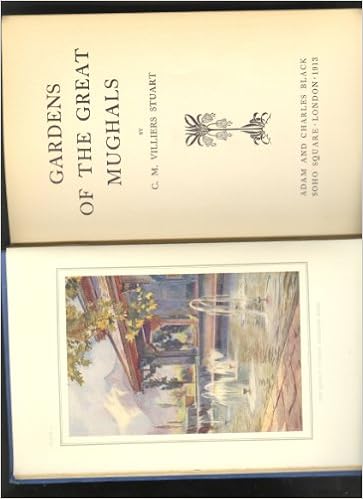 GARDENS
OF THE GREAT
MUGHALS
BY
C. M. VILLIERS STUART
ADAM AND CHARLES BLACK
SOHO SQUARE · LONDON · 1913